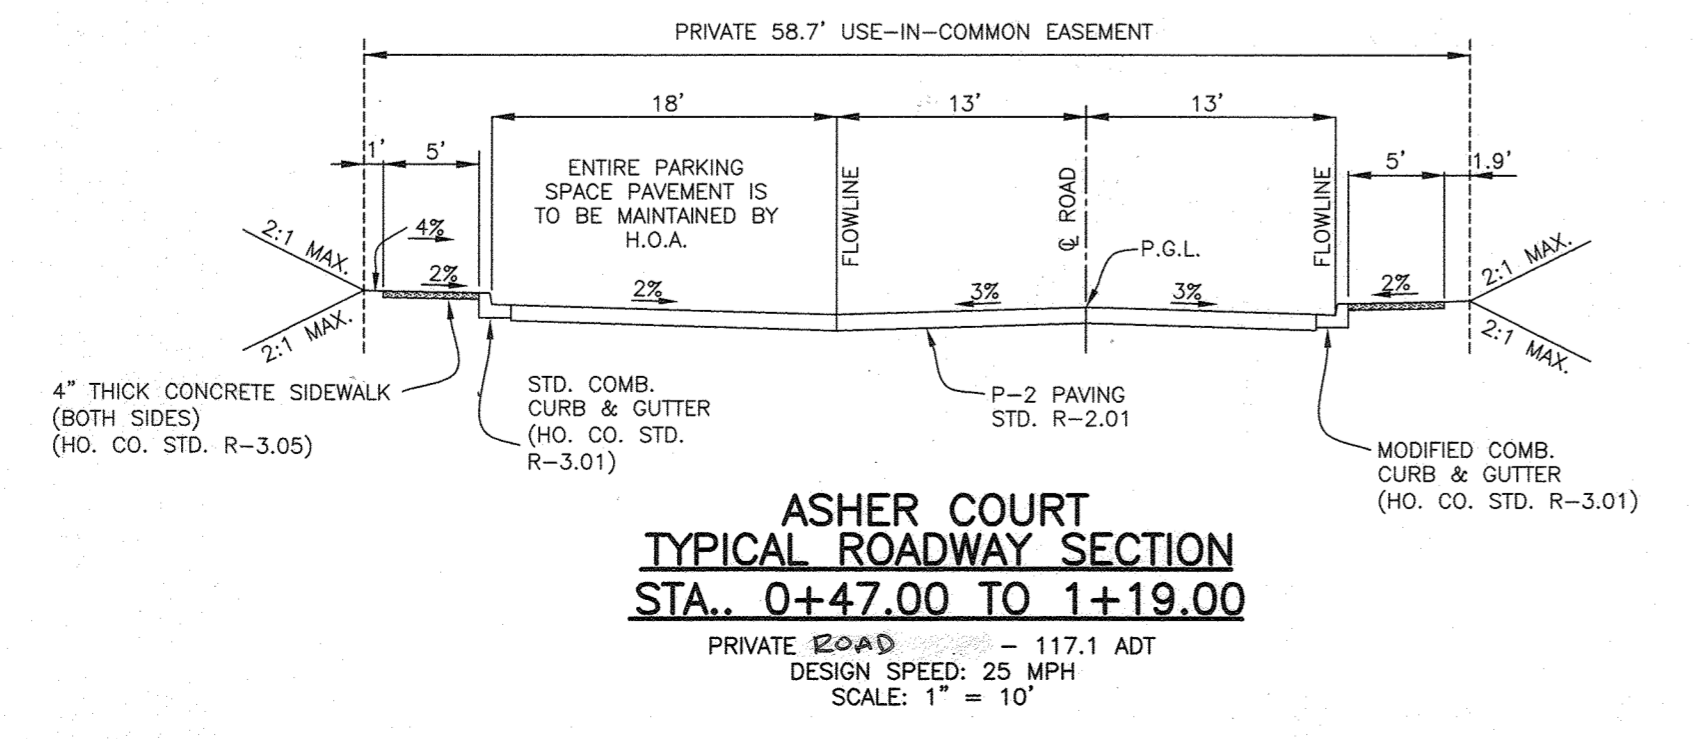 PRIVATE 58.7' USE-IN-COMMON EASEMENT
18'
13'
13'
1'
5'
5'
1.9'
ENTIRE PARKING
SPACE PAVEMENT IS
TO BE MAINTAINED BY
H.O.A.
FLOWLINE
℄ ROAD
FLOWLINE
P.G.L.
2:1 MAX.
2:1 MAX.
4%
2%
2%
3%
3%
2%
2:1 MAX.
2:1 MAX.
4" THICK CONCRETE SIDEWALK
(BOTH SIDES)
(HO. CO. STD. R-3.05)
STD. COMB.
CURB & GUTTER
(HO. CO. STD.
R-3.01)
P-2 PAVING
STD. R-2.01
MODIFIED COMB.
CURB & GUTTER
(HO. CO. STD. R-3.01)
ASHER COURT
TYPICAL ROADWAY SECTION
STA.. 0+47.00 TO 1+19.00
PRIVATE ROAD - 117.1 ADT
DESIGN SPEED: 25 MPH
SCALE: 1" = 10'